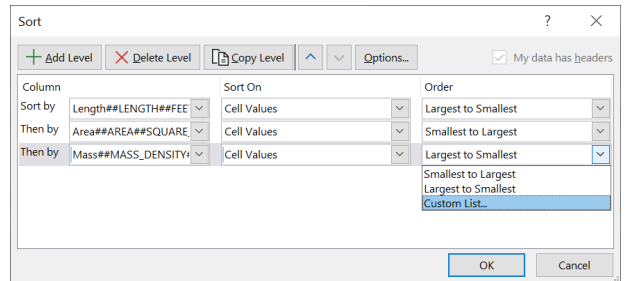 Sort ? ×
Add Level Delete Level Copy Level Options... My data has headers
Column Sort On Order
Sort by Length##LENGTH##FEE Cell Values Largest to Smallest
Then by Area##AREA##SQUARE_ Cell Values Smallest to Largest
Then by Mass##MASS_DENSITY# Cell Values Largest to Smallest
Smallest to Largest
Largest to Smallest
Custom List...
OK Cancel